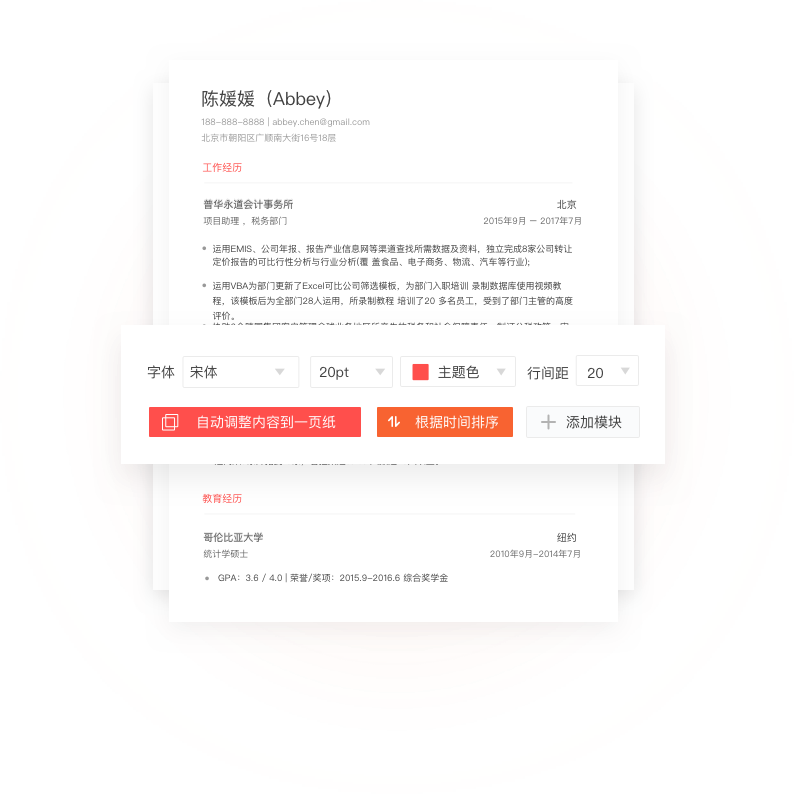 陈媛媛（Abbey）
188-888-8888 | abbey.chen@gmail.com
北京市朝阳区广顺南大街16号18层
工作经历
普华永道会计事务所 北京
项目助理 ，税务部门 2015年9月 — 2017年7月
运用EMIS、公司年报、报告产业信息网等渠道查找所需数据及资料，独立完成8家公司转让
定价报告的可比行性分析与行业分析(覆 盖食品、电子商务、物流、汽车等行业);
运用VBA为部门更新了Excel可比公司筛选模板，为部门入职培训 录制数据库使用视频教
程，该模板后为全部门28人运用，所录制教程 培训了20 多名员工，受到了部门主管的高度
评价。
字体 宋体 20pt 主题色 行间距 20
自动调整内容到一页纸 根据时间排序 添加模块
教育经历
哥伦比亚大学 纽约
统计学硕士 2010年9月-2014年7月
GPA：3.6 / 4.0 | 荣誉/奖项：2015.9-2016.6 综合奖学金